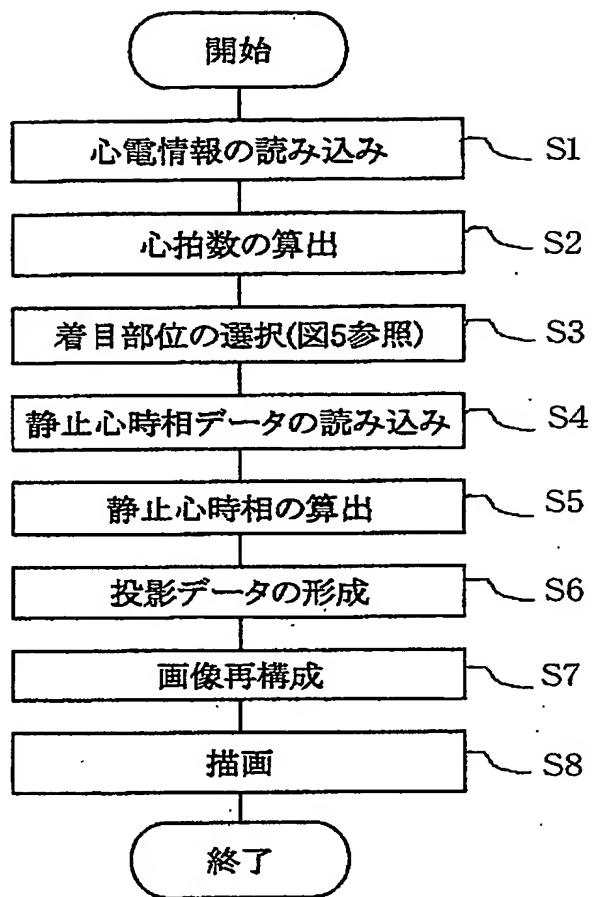 開始
心電情報の読み込み S1
心拍数の算出 S2
着目部位の選択(図5参照) S3
静止心時相データの読み込み S4
静止心時相の算出 S5
投影データの形成 S6
画像再構成 S7
描画 S8
終了